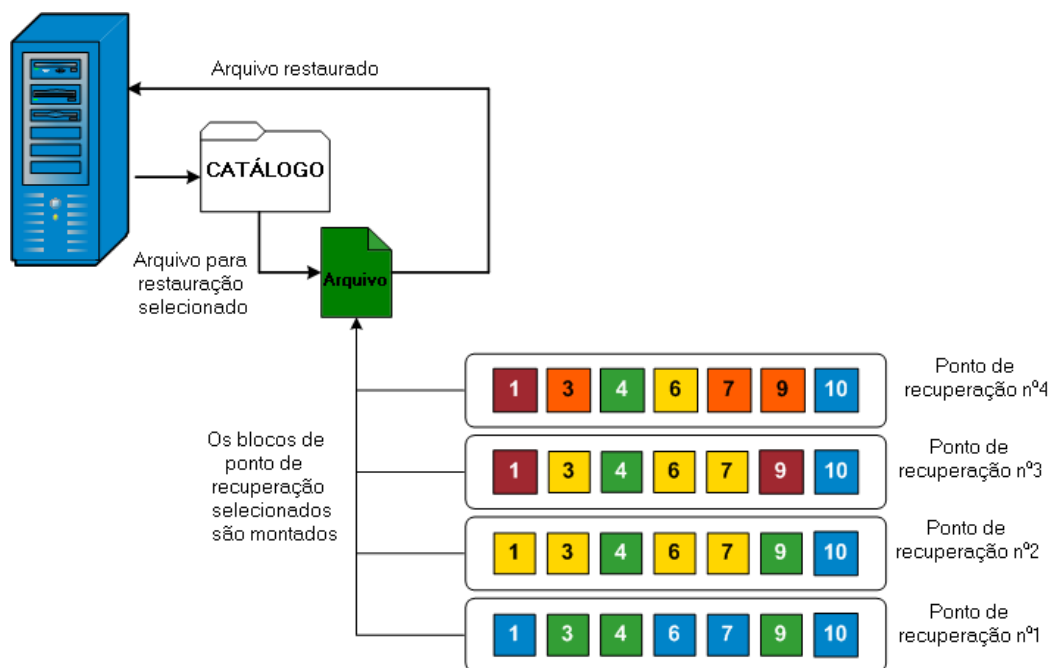 Arquivo restaurado
CATÁLOGO
Arquivo para
restauração
selecionado
Arquivo
Os blocos de
ponto de
recuperação
selecionados
são montados
1 3 4 6 7 9 10
Ponto de
recuperação nº4
1 3 4 6 7 9 10
Ponto de
recuperação nº3
1 3 4 6 7 9 10
Ponto de
recuperação nº2
1 3 4 6 7 9 10
Ponto de
recuperação nº1